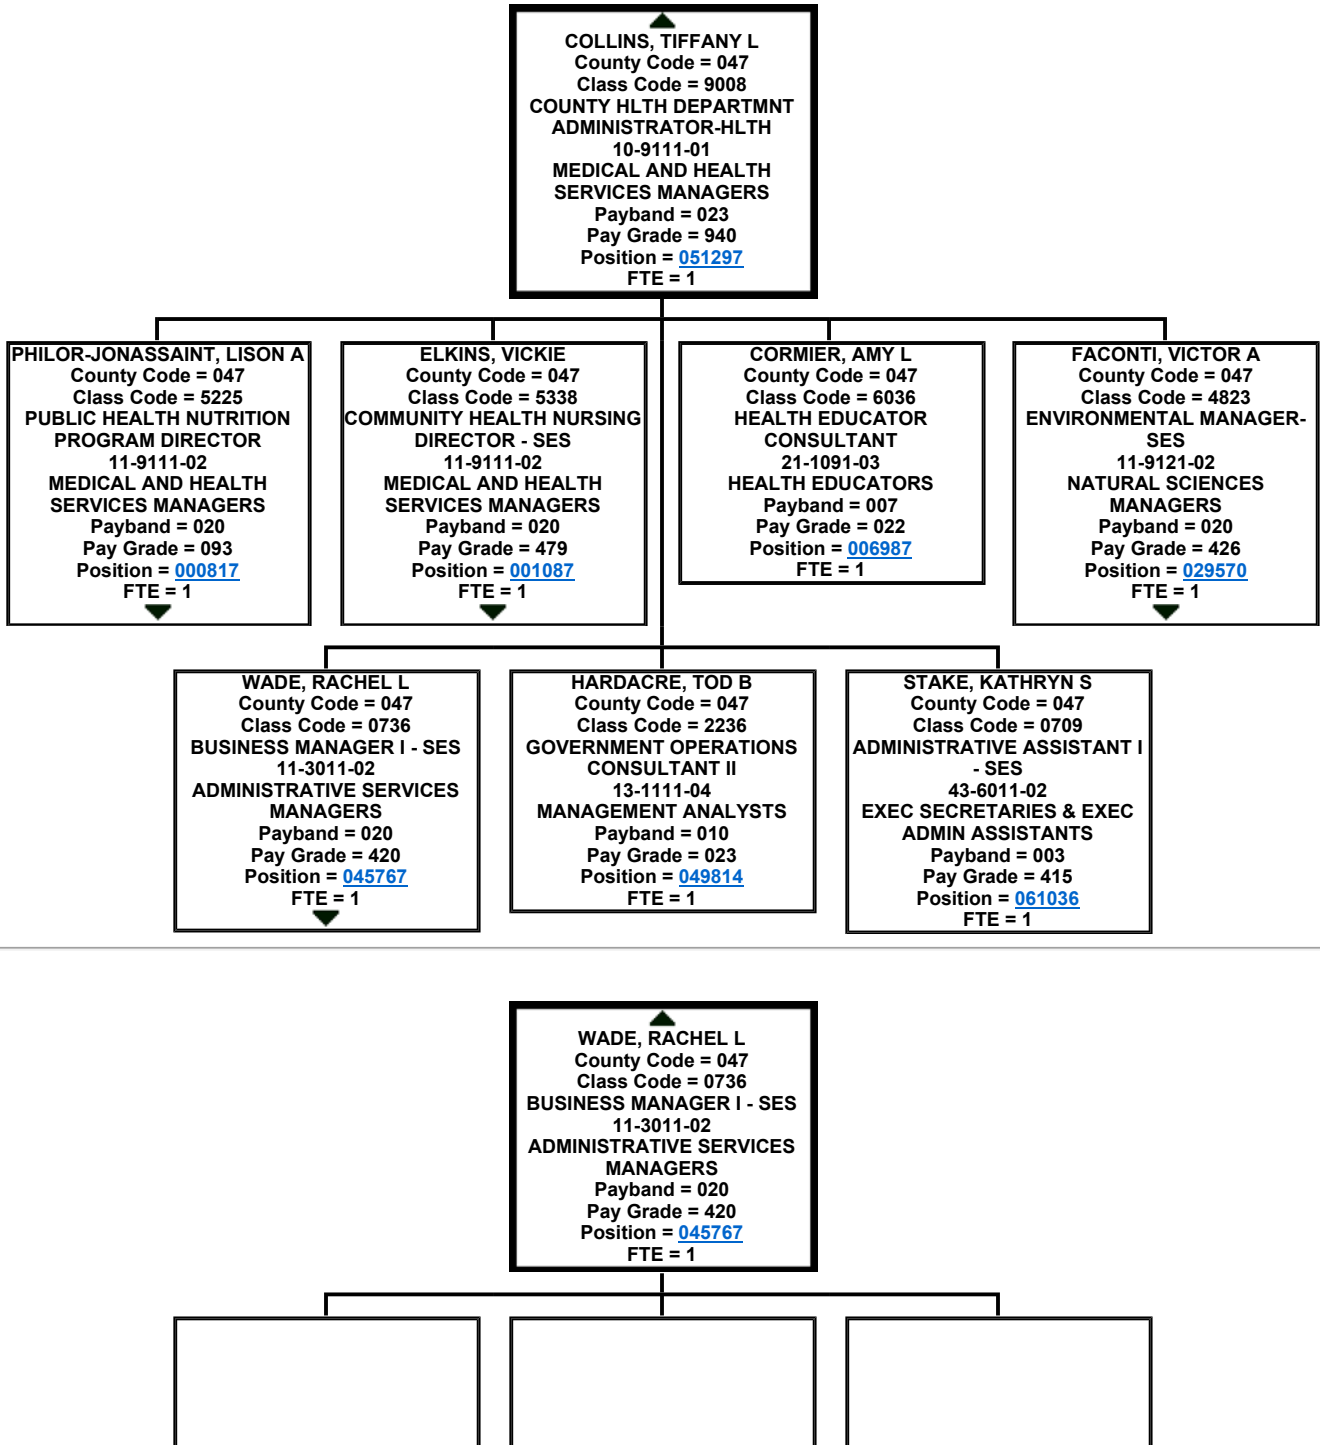 COLLINS, TIFFANY L
County Code = 047
Class Code = 9008
COUNTY HLTH DEPARTMNT
ADMINISTRATOR-HLTH
10-9111-01
MEDICAL AND HEALTH
SERVICES MANAGERS
Payband = 023
Pay Grade = 940
Position = 051297
FTE = 1
PHILOR-JONASSAINT, LISON A
County Code = 047
Class Code = 5225
PUBLIC HEALTH NUTRITION
PROGRAM DIRECTOR
11-9111-02
MEDICAL AND HEALTH
SERVICES MANAGERS
Payband = 020
Pay Grade = 093
Position = 000817
FTE = 1
ELKINS, VICKIE
County Code = 047
Class Code = 5338
COMMUNITY HEALTH NURSING
DIRECTOR - SES
11-9111-02
MEDICAL AND HEALTH
SERVICES MANAGERS
Payband = 020
Pay Grade = 479
Position = 001087
FTE = 1
CORMIER, AMY L
County Code = 047
Class Code = 6036
HEALTH EDUCATOR
CONSULTANT
21-1091-03
HEALTH EDUCATORS
Payband = 007
Pay Grade = 022
Position = 006987
FTE = 1
FACONTI, VICTOR A
County Code = 047
Class Code = 4823
ENVIRONMENTAL MANAGER-
SES
11-9121-02
NATURAL SCIENCES
MANAGERS
Payband = 020
Pay Grade = 426
Position = 029570
FTE = 1
WADE, RACHEL L
County Code = 047
Class Code = 0736
BUSINESS MANAGER I - SES
11-3011-02
ADMINISTRATIVE SERVICES
MANAGERS
Payband = 020
Pay Grade = 420
Position = 045767
FTE = 1
HARDACRE, TOD B
County Code = 047
Class Code = 2236
GOVERNMENT OPERATIONS
CONSULTANT II
13-1111-04
MANAGEMENT ANALYSTS
Payband = 010
Pay Grade = 023
Position = 049814
FTE = 1
STAKE, KATHRYN S
County Code = 047
Class Code = 0709
ADMINISTRATIVE ASSISTANT I
- SES
43-6011-02
EXEC SECRETARIES & EXEC
ADMIN ASSISTANTS
Payband = 003
Pay Grade = 415
Position = 061036
FTE = 1
WADE, RACHEL L
County Code = 047
Class Code = 0736
BUSINESS MANAGER I - SES
11-3011-02
ADMINISTRATIVE SERVICES
MANAGERS
Payband = 020
Pay Grade = 420
Position = 045767
FTE = 1